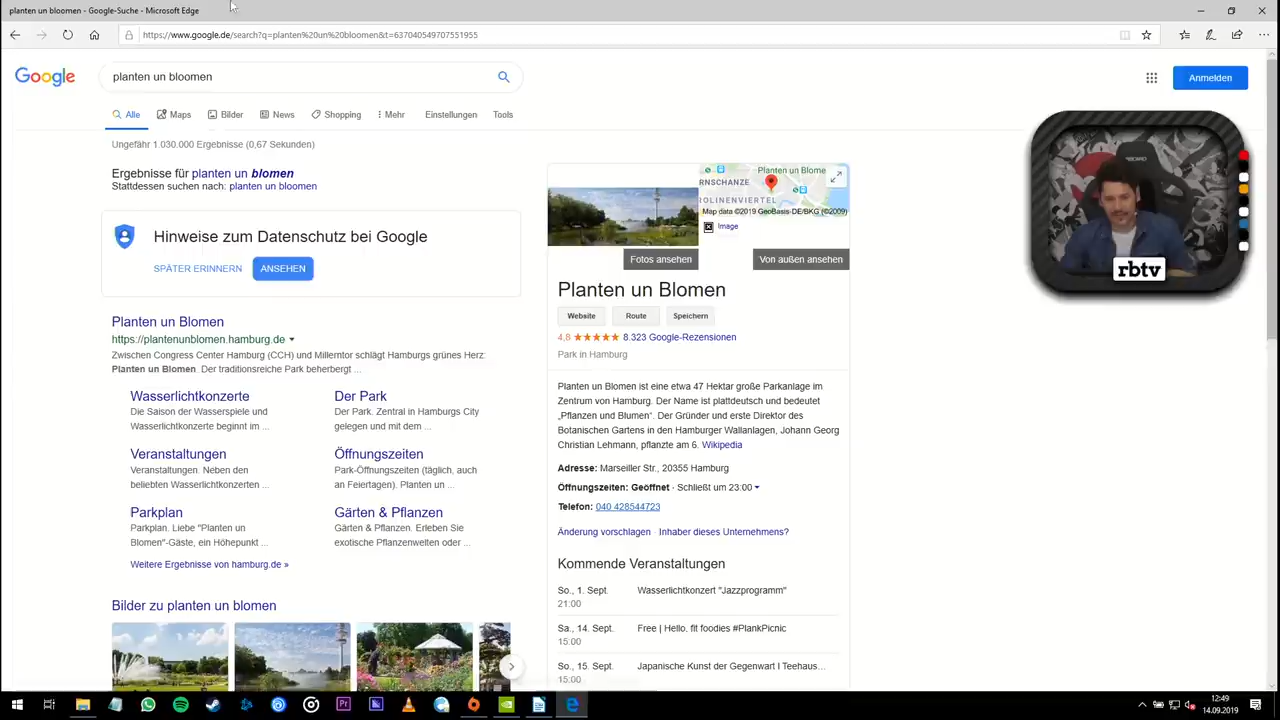 planten un bloomen - Google-Suche - Microsoft Edge
https://www.google.de/search?q=planten%20un%20bloomen&t=637040549707551955
Google
planten un bloomen
Anmelden
Alle Maps Bilder News Shopping Mehr Einstellungen Tools
Ungefähr 1.030.000 Ergebnisse (0,67 Sekunden)
Ergebnisse für planten un blomen
Stattdessen suchen nach: planten un bloomen
Hinweise zum Datenschutz bei Google
SPÄTER ERINNERN ANSEHEN
Planten un Blomen
https://plantenunblomen.hamburg.de
Zwischen Congress Center Hamburg (CCH) und Millerntor schlägt Hamburgs grünes Herz:
Planten un Blomen. Der traditionsreiche Park beherbergt ...
Wasserlichtkonzerte
Die Saison der Wasserspiele und
Wasserlichtkonzerte beginnt im ...
Der Park
Der Park. Zentral in Hamburgs City
gelegen und mit dem ...
Veranstaltungen
Veranstaltungen. Neben den
beliebten Wasserlichtkonzerten ...
Öffnungszeiten
Park-Öffnungszeiten (täglich, auch
an Feiertagen). Planten un ...
Parkplan
Parkplan. Liebe "Planten un
Blomen"-Gäste, ein Höhepunkt ...
Gärten & Pflanzen
Gärten & Pflanzen. Erleben Sie
exotische Pflanzenwelten oder ...
Weitere Ergebnisse von hamburg.de »
Bilder zu planten un blomen
Planten un Blome
RNSCHANZE
ROLINENVIERTEL
Map data ©2019 GeoBasis-DE/BKG (©2009)
Image
Fotos ansehen
Von außen ansehen
Planten un Blomen
Website Route Speichern
4,8 ★★★★★ 8.323 Google-Rezensionen
Park in Hamburg
Planten un Blomen ist eine etwa 47 Hektar große Parkanlage im
Zentrum von Hamburg. Der Name ist plattdeutsch und bedeutet
„Pflanzen und Blumen“. Der Gründer und erste Direktor des
Botanischen Gartens in den Hamburger Wallanlagen, Johann Georg
Christian Lehmann, pflanzte am 6. Wikipedia
Adresse: Marseiller Str., 20355 Hamburg
Öffnungszeiten: Geöffnet · Schließt um 23:00
Telefon: 040 428544723
Änderung vorschlagen · Inhaber dieses Unternehmens?
Kommende Veranstaltungen
So., 1. Sept. Wasserlichtkonzert "Jazzprogramm"
21:00
Sa., 14. Sept. Free | Hello, fit foodies #PlankPicnic
15:00
So., 15. Sept. Japanische Kunst der Gegenwart I Teehaus...
15:00
rbtv
12:49
14.09.2019